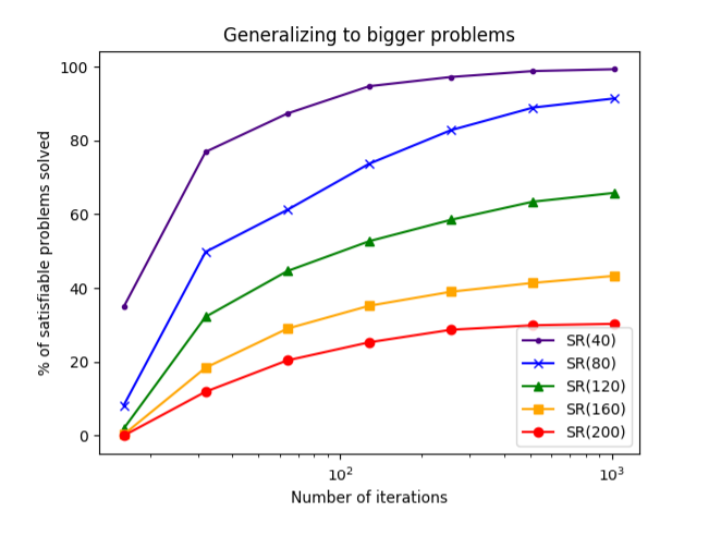 Generalizing to bigger problems
% of satisfiable problems solved
100
80
60
40
20
0
10²
10³
Number of iterations
SR(40)
SR(80)
SR(120)
SR(160)
SR(200)